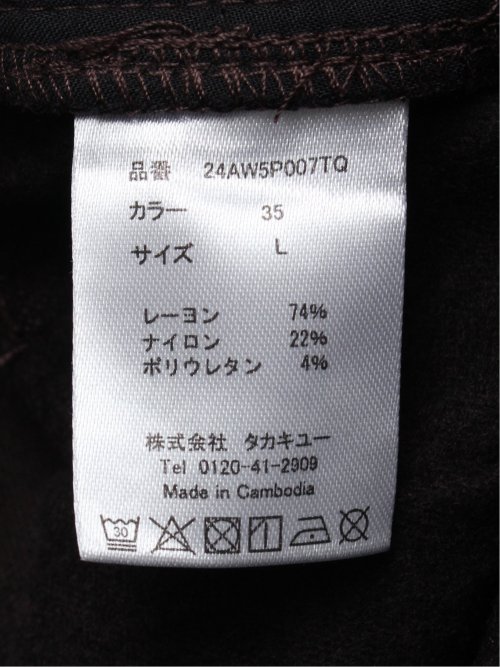 品番 24AW5P007TQ
カラー 35
サイズ L
レーヨン 74%
ナイロン 22%
ポリウレタン 4%
株式会社 タカキユー
Tel 0120-41-2909
Made in Cambodia
30